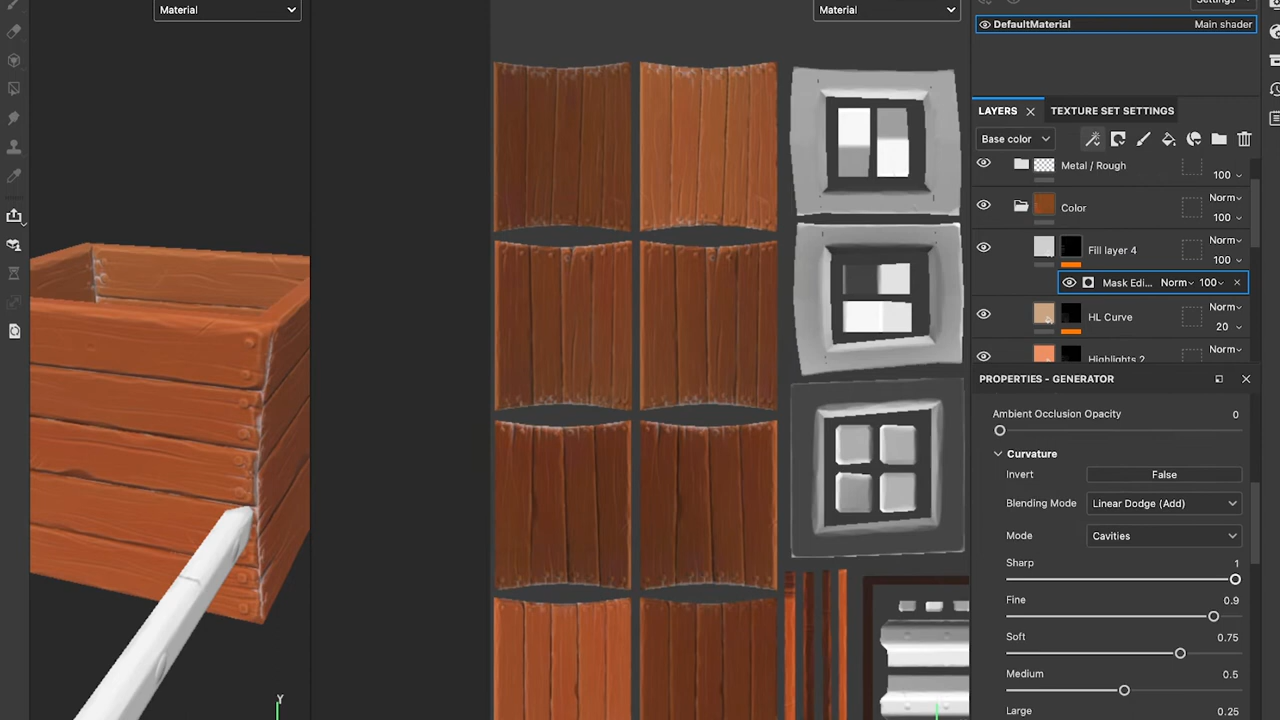 Material
Material
Settings
DefaultMaterial
Main shader
LAYERS
TEXTURE SET SETTINGS
Base color
Metal / Rough
100
Color
Norm
100
Fill layer 4
Norm
100
Mask Edi...
Norm
100
HL Curve
Norm
20
Highlights 2
Norm
PROPERTIES - GENERATOR
Ambient Occlusion Opacity
0
Curvature
Invert
False
Blending Mode
Linear Dodge (Add)
Mode
Cavities
Sharp
1
Fine
0.9
Soft
0.75
Medium
0.5
Large
0.25
Y